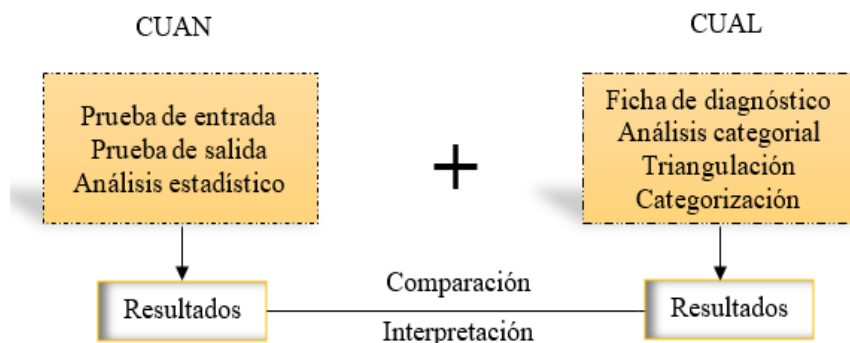 CUAN
CUAL
Prueba de entrada
Prueba de salida
Análisis estadístico
+
Ficha de diagnóstico
Análisis categorial
Triangulación
Categorización
Resultados
Comparación
Interpretación
Resultados